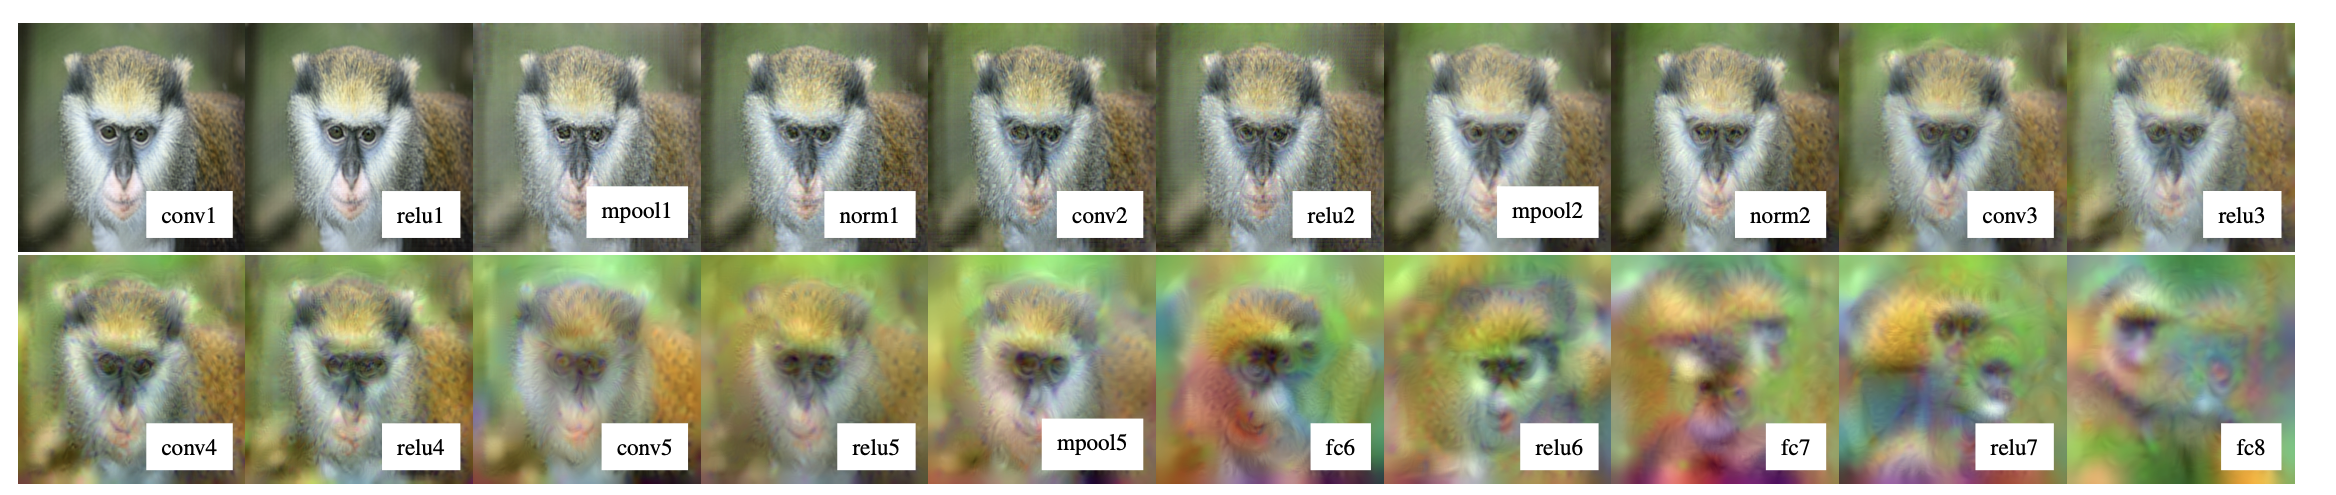 conv1
relu1
mpool1
norm1
conv2
relu2
mpool2
norm2
conv3
relu3
conv4
relu4
conv5
relu5
mpool5
fc6
relu6
fc7
relu7
fc8